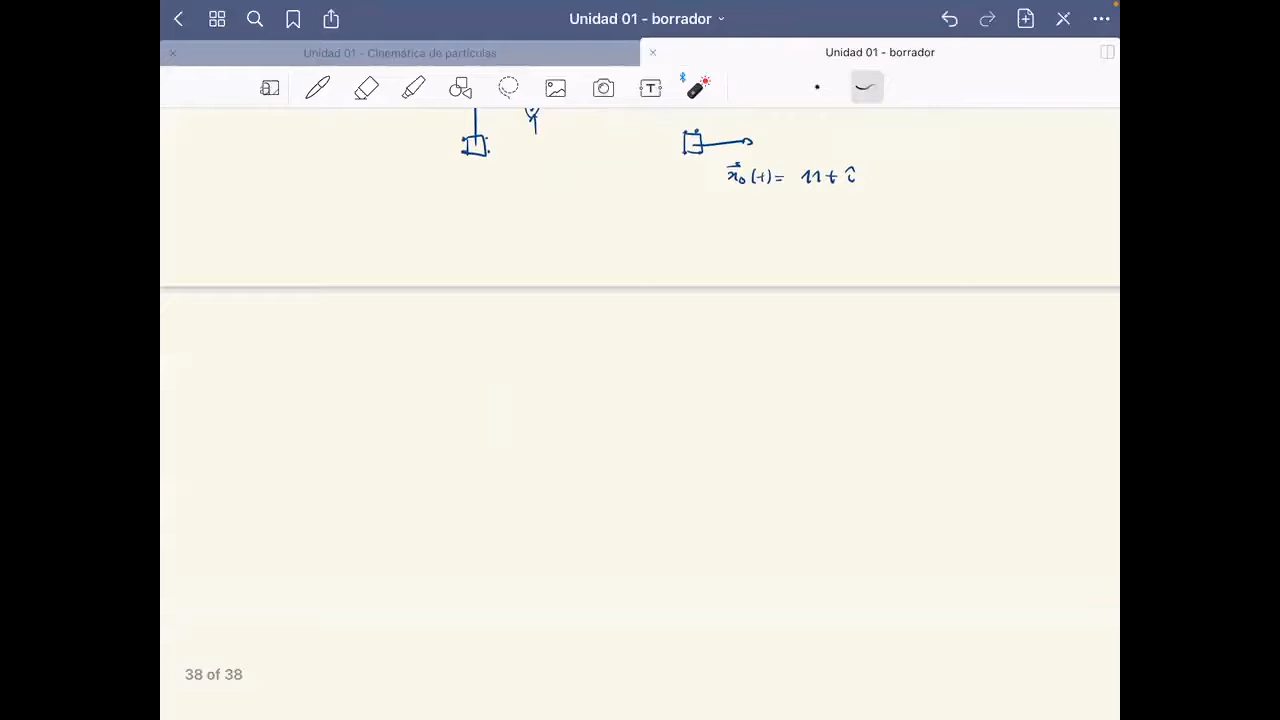 Unidad 01 - borrador
Unidad 01 - Cinemática de partículas
Unidad 01 - borrador
T
x⃗₀(t) = 11 t î
38 of 38